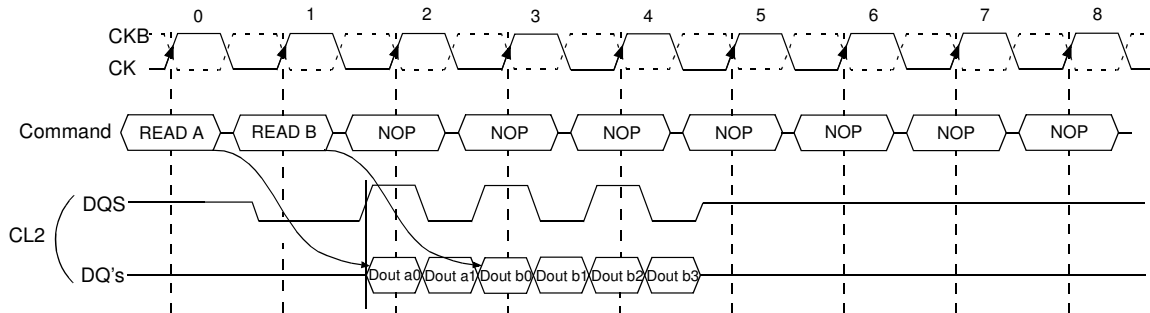 0 1 2 3 4 5 6 7 8
CKB
CK
Command READ A READ B NOP NOP NOP NOP NOP NOP NOP
DQS
CL2
DQ's Dout a0 Dout a1 Dout b0 Dout b1 Dout b2 Dout b3